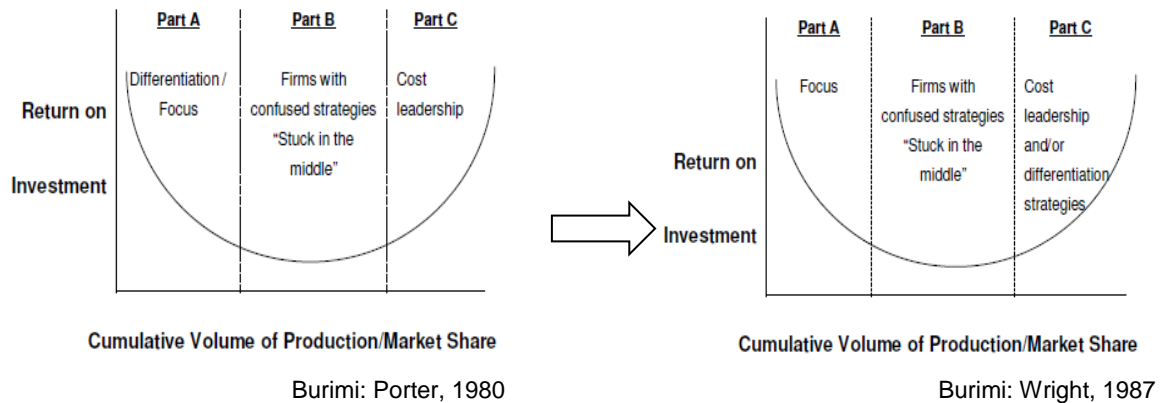 Part A
Part B
Part C
Differentiation /
Focus
Firms with
confused strategies
"Stuck in the
middle"
Cost
leadership
Return on
Investment
Cumulative Volume of Production/Market Share
Burimi: Porter, 1980
Part A
Part B
Part C
Focus
Firms with
confused strategies
"Stuck in the
middle"
Cost
leadership
and/or
differentiation
strategies
Return on
Investment
Cumulative Volume of Production/Market Share
Burimi: Wright, 1987